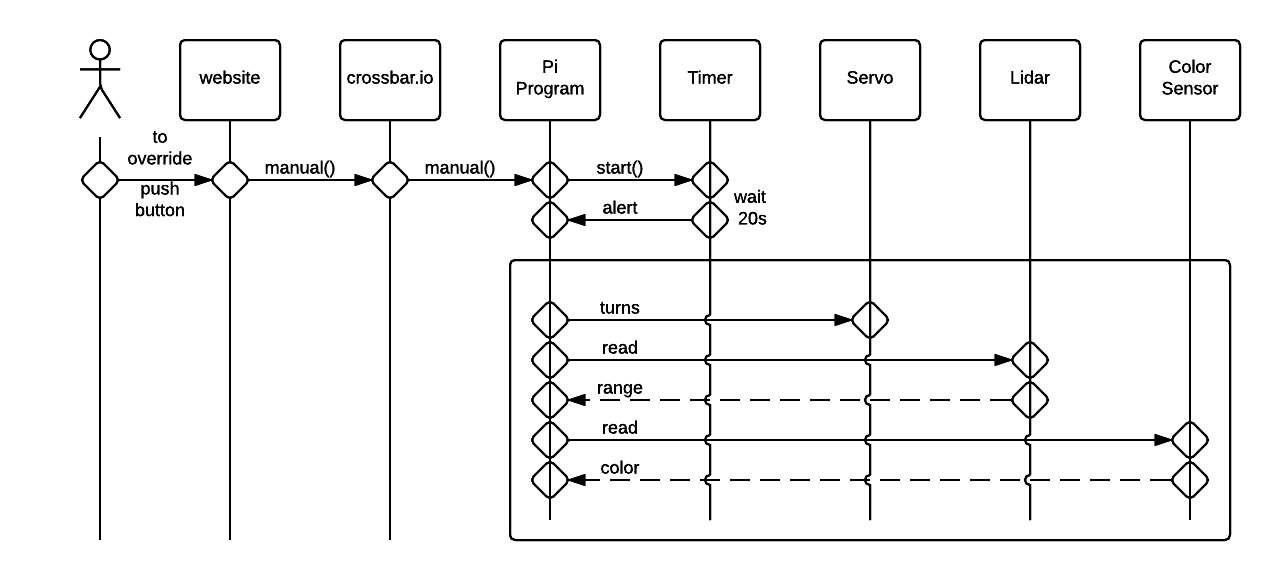 website
crossbar.io
Pi
Program
Timer
Servo
Lidar
Color
Sensor
to
override
push
button
manual()
manual()
start()
wait
20s
alert
turns
read
range
read
color